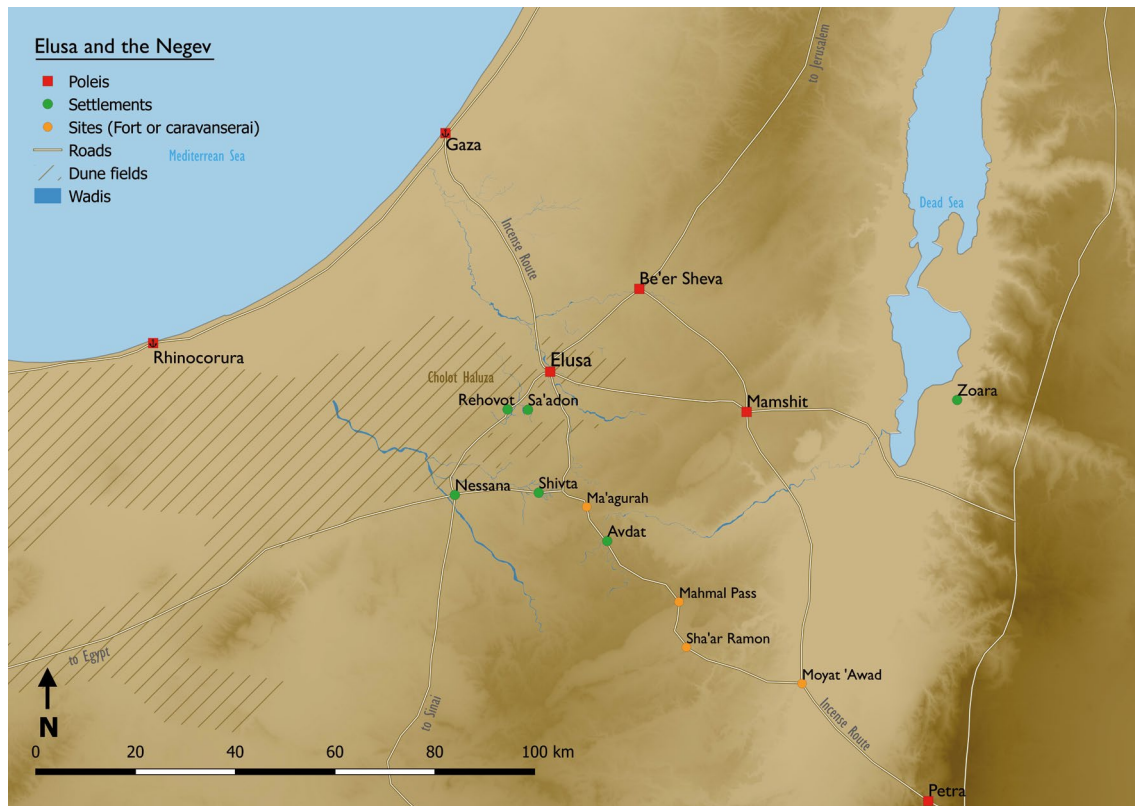 Elusa and the Negev
Poleis
Settlements
Sites (Fort or caravanserai)
Roads
Mediterrean Sea
Dune fields
Wadis
to Jerusalem
Gaza
Dead Sea
Incense Route
Be'er Sheva
Rhinocorura
Elusa
Cholot Haluza
Rehovot
Sa'adon
Mamshit
Zoara
Nessana
Shivta
Ma'agurah
Avdat
Mahmal Pass
Sha'ar Ramon
to Egypt
Moyat 'Awad
to Sinai
Incense Route
N
0 20 40 60 80 100 km
Petra